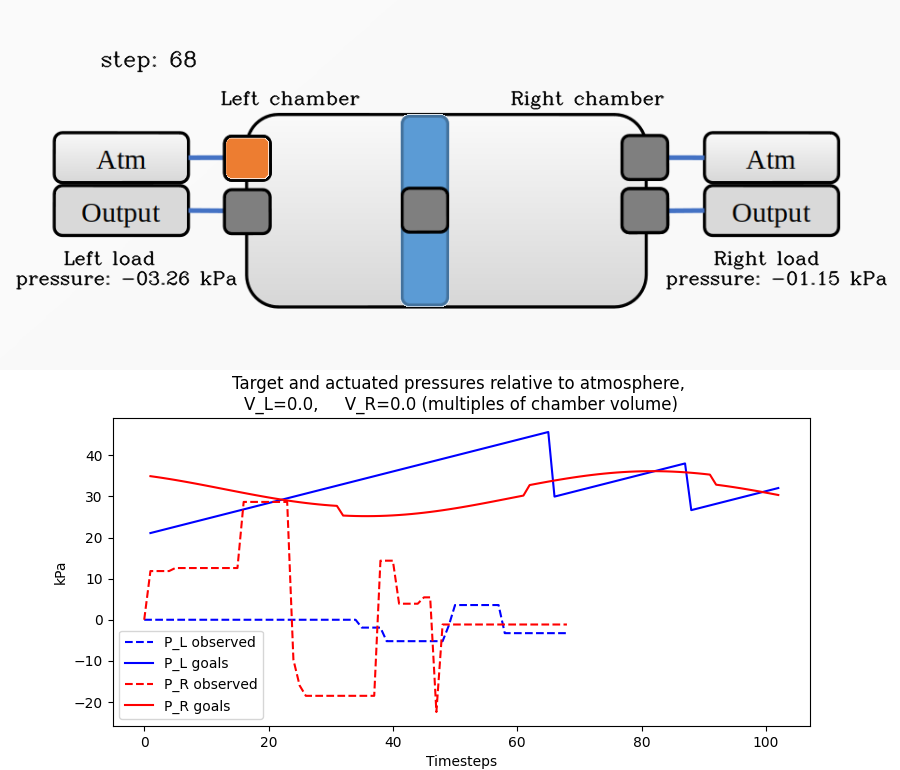 step: 68
Left chamber
Right chamber
Atm
Atm
Output
Output
Left load
pressure: -03.26 kPa
Right load
pressure: -01.15 kPa
Target and actuated pressures relative to atmosphere,
V_L=0.0, V_R=0.0 (multiples of chamber volume)
kPa
40
30
20
10
0
−10
−20
P_L observed
P_L goals
P_R observed
P_R goals
0 20 40 60 80 100
Timesteps